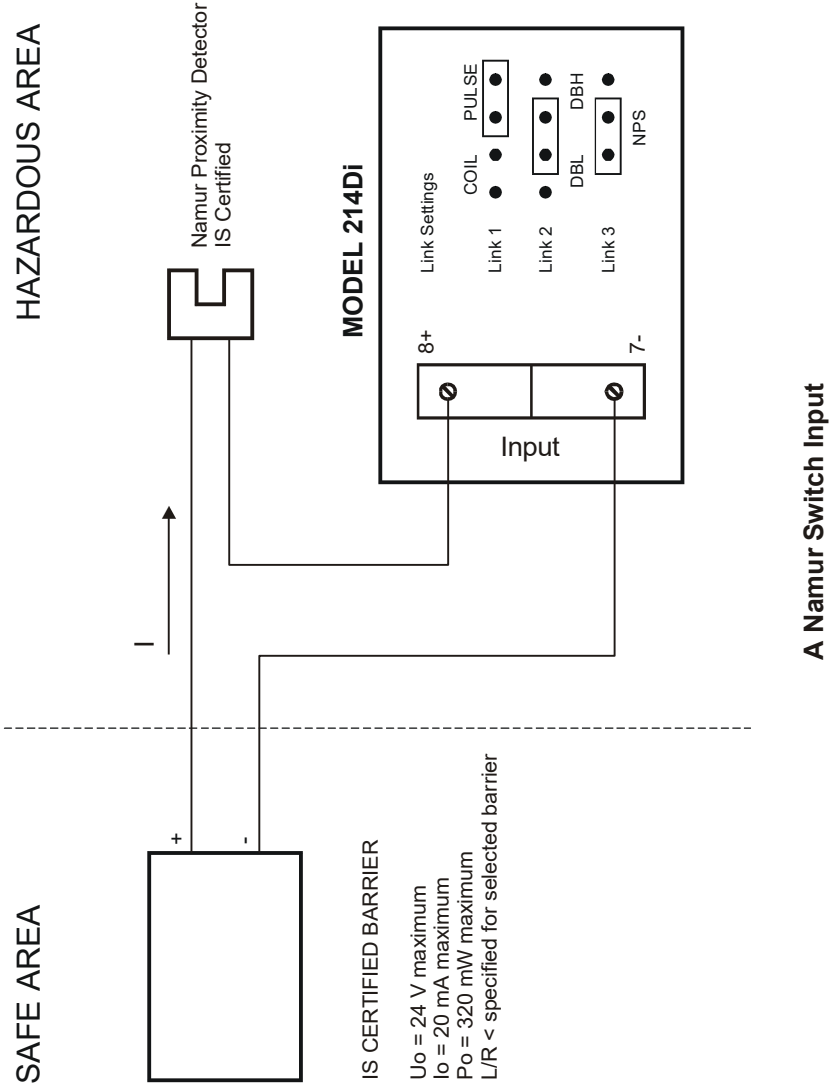 SAFE AREA
HAZARDOUS AREA
+
-
I
Namur Proximity Detector
IS Certified
IS CERTIFIED BARRIER
Uo = 24 V maximum
Io = 20 mA maximum
Po = 320 mW maximum
L/R < specified for selected barrier
MODEL 214Di
Input
8+
7-
Link Settings
COIL PULSE
Link 1
Link 2
DBL DBH
Link 3
NPS
A Namur Switch Input